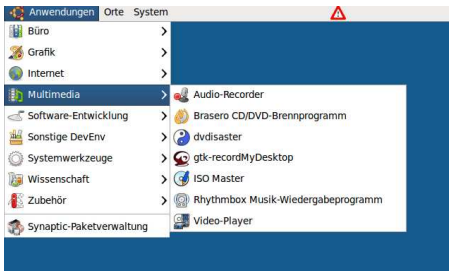 Anwendungen Orte System
Büro
Grafik
Internet
Multimedia
Software-Entwicklung
Sonstige DevEnv
Systemwerkzeuge
Wissenschaft
Zubehör
Synaptic-Paketverwaltung
Audio-Recorder
Brasero CD/DVD-Brennprogramm
dvdisaster
gtk-recordMyDesktop
ISO Master
Rhythmbox Musik-Wiedergabeprogramm
Video-Player